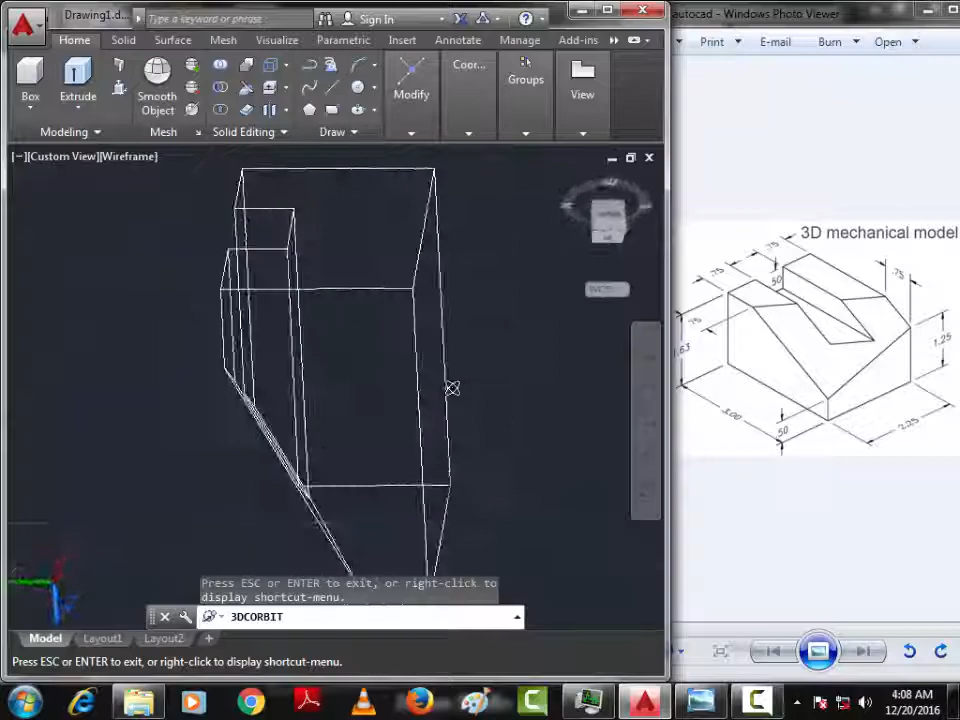 Drawing1.d...
Type a keyword or phrase
Sign In
autocad - Windows Photo Viewer
Home
Solid
Surface
Mesh
Visualize
Parametric
Insert
Annotate
Manage
Add-ins
Print
E-mail
Burn
Open
Box
Extrude
Smooth
Object
Modify
Coor...
Groups
View
Modeling
Mesh
Solid Editing
Draw
[−][Custom View][Wireframe]
3D mechanical model
.75
.75
.75
.50
.75
1.63
1.25
3.00
.50
2.25
Press ESC or ENTER to exit, or right-click to
display shortcut-menu.
3DCORBIT
Model
Layout1
Layout2
Press ESC or ENTER to exit, or right-click to display shortcut-menu.
4:08 AM
12/20/2016